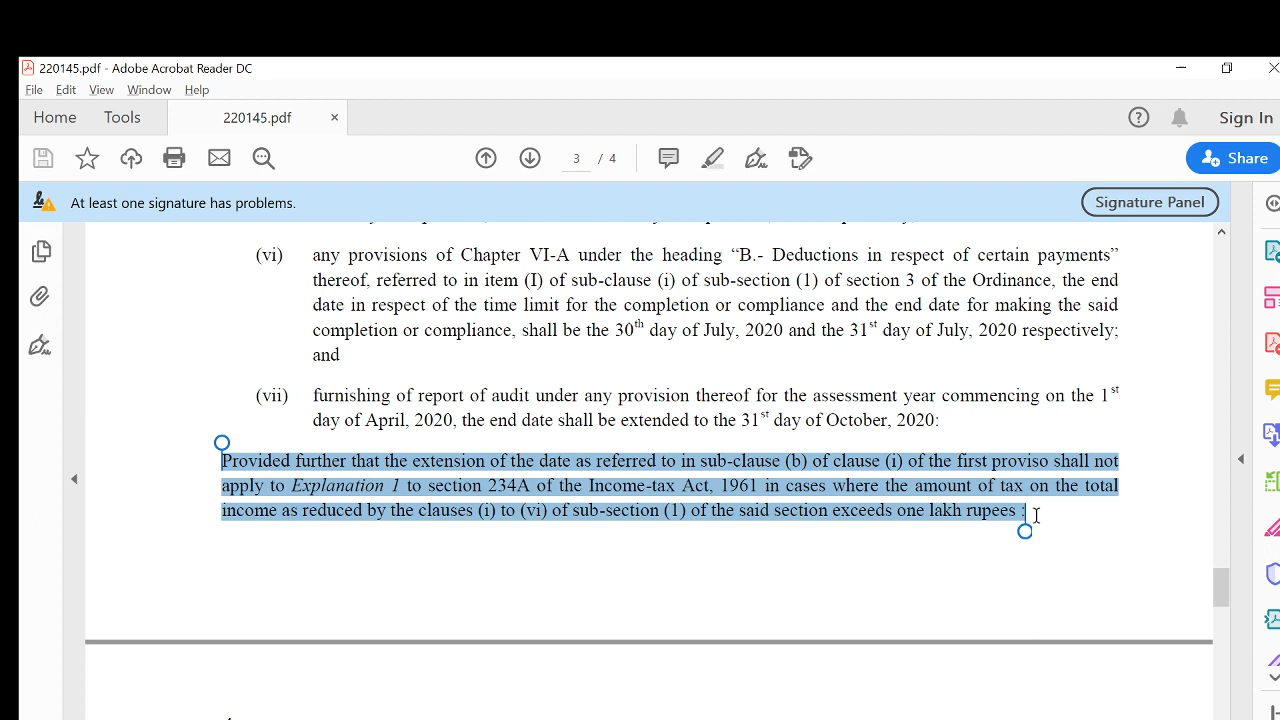 220145.pdf - Adobe Acrobat Reader DC
File Edit View Window Help
Home Tools 220145.pdf × Sign In
3 / 4 Share
At least one signature has problems. Signature Panel
(vi) any provisions of Chapter VI-A under the heading “B.- Deductions in respect of certain payments”
thereof, referred to in item (I) of sub-clause (i) of sub-section (1) of section 3 of the Ordinance, the end
date in respect of the time limit for the completion or compliance and the end date for making the said
completion or compliance, shall be the 30th day of July, 2020 and the 31st day of July, 2020 respectively;
and
(vii) furnishing of report of audit under any provision thereof for the assessment year commencing on the 1st
day of April, 2020, the end date shall be extended to the 31st day of October, 2020:
Provided further that the extension of the date as referred to in sub-clause (b) of clause (i) of the first proviso shall not
apply to Explanation 1 to section 234A of the Income-tax Act, 1961 in cases where the amount of tax on the total
income as reduced by the clauses (i) to (vi) of sub-section (1) of the said section exceeds one lakh rupees :